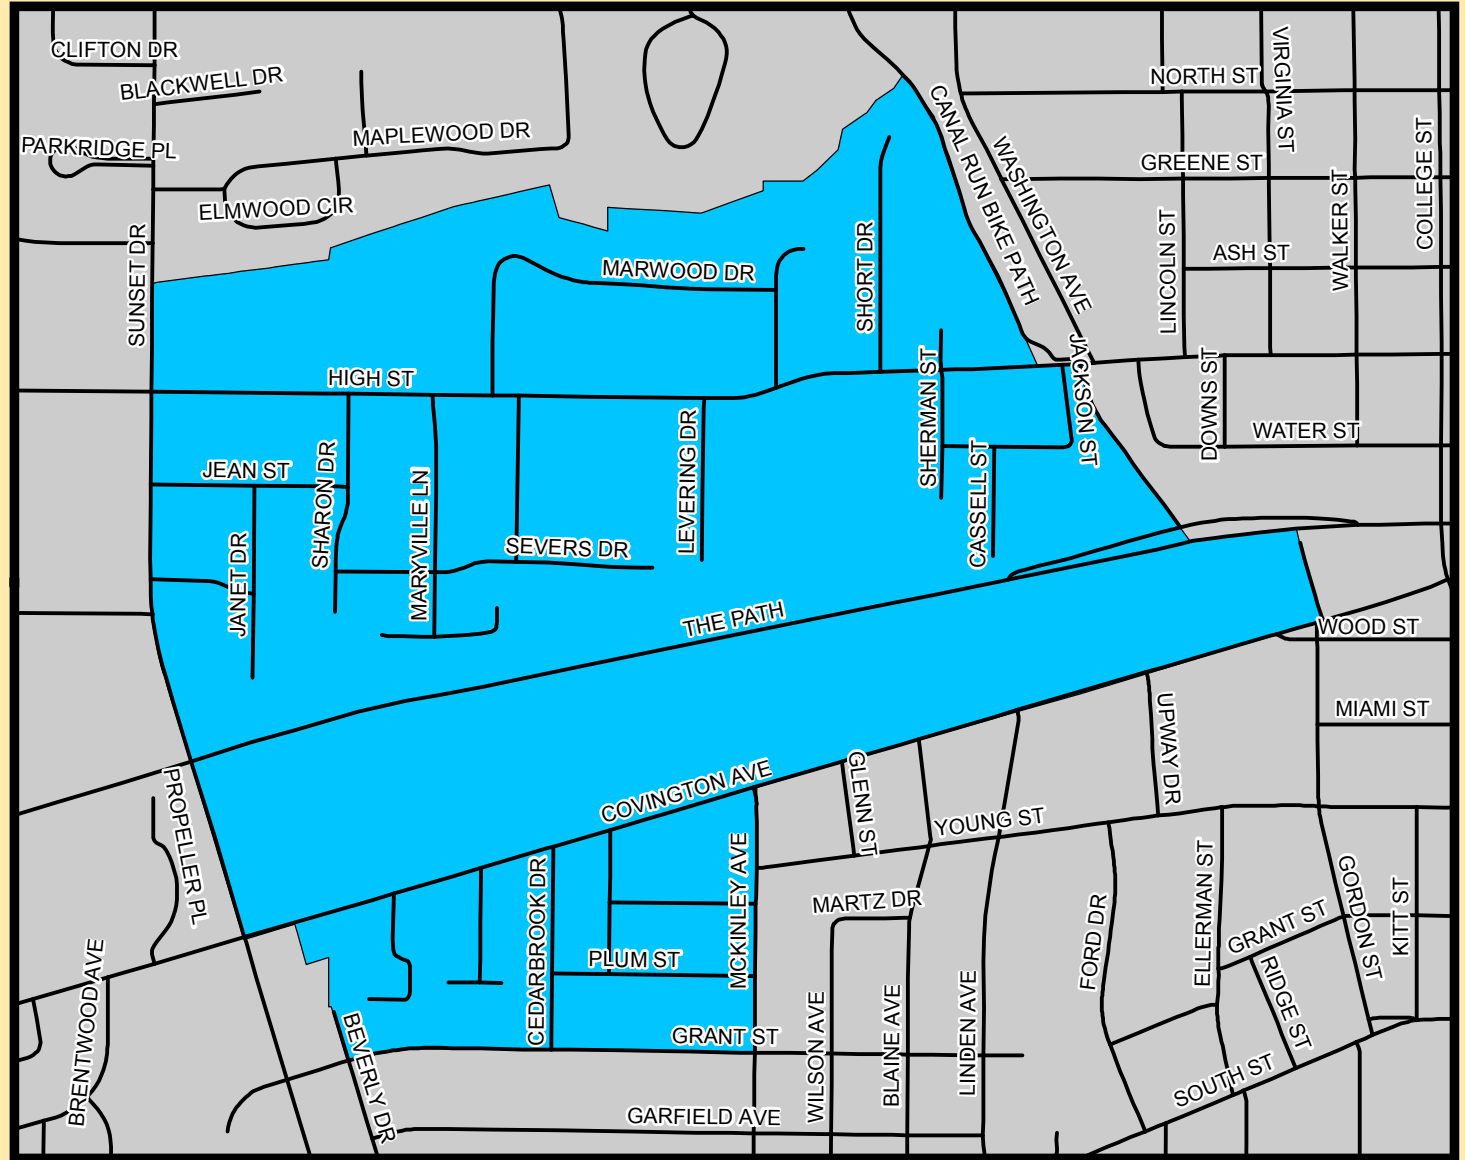 CLIFTON DR
BLACKWELL DR
PARKRIDGE PL
MAPLEWOOD DR
ELMWOOD CIR
SUNSET DR
CANAL RUN BIKE PATH
WASHINGTON AVE
NORTH ST
VIRGINIA ST
GREENE ST
COLLEGE ST
WALKER ST
LINCOLN ST
ASH ST
MARWOOD DR
SHORT DR
HIGH ST
SHERMAN ST
JACKSON ST
DOWNS ST
WATER ST
JEAN ST
SHARON DR
MARYVILLE LN
LEVERING DR
CASSELL ST
JANET DR
SEVERS DR
THE PATH
WOOD ST
MIAMI ST
UPWAY DR
PROPELLER PL
COVINGTON AVE
GLENN ST
YOUNG ST
MCKINLEY AVE
CEDARBROOK DR
MARTZ DR
FORD DR
ELLERMAN ST
GRANT ST
GORDON ST
KITT ST
BRENTWOOD AVE
PLUM ST
RIDGE ST
BEVERLY DR
GRANT ST
WILSON AVE
BLAINE AVE
LINDEN AVE
SOUTH ST
GARFIELD AVE